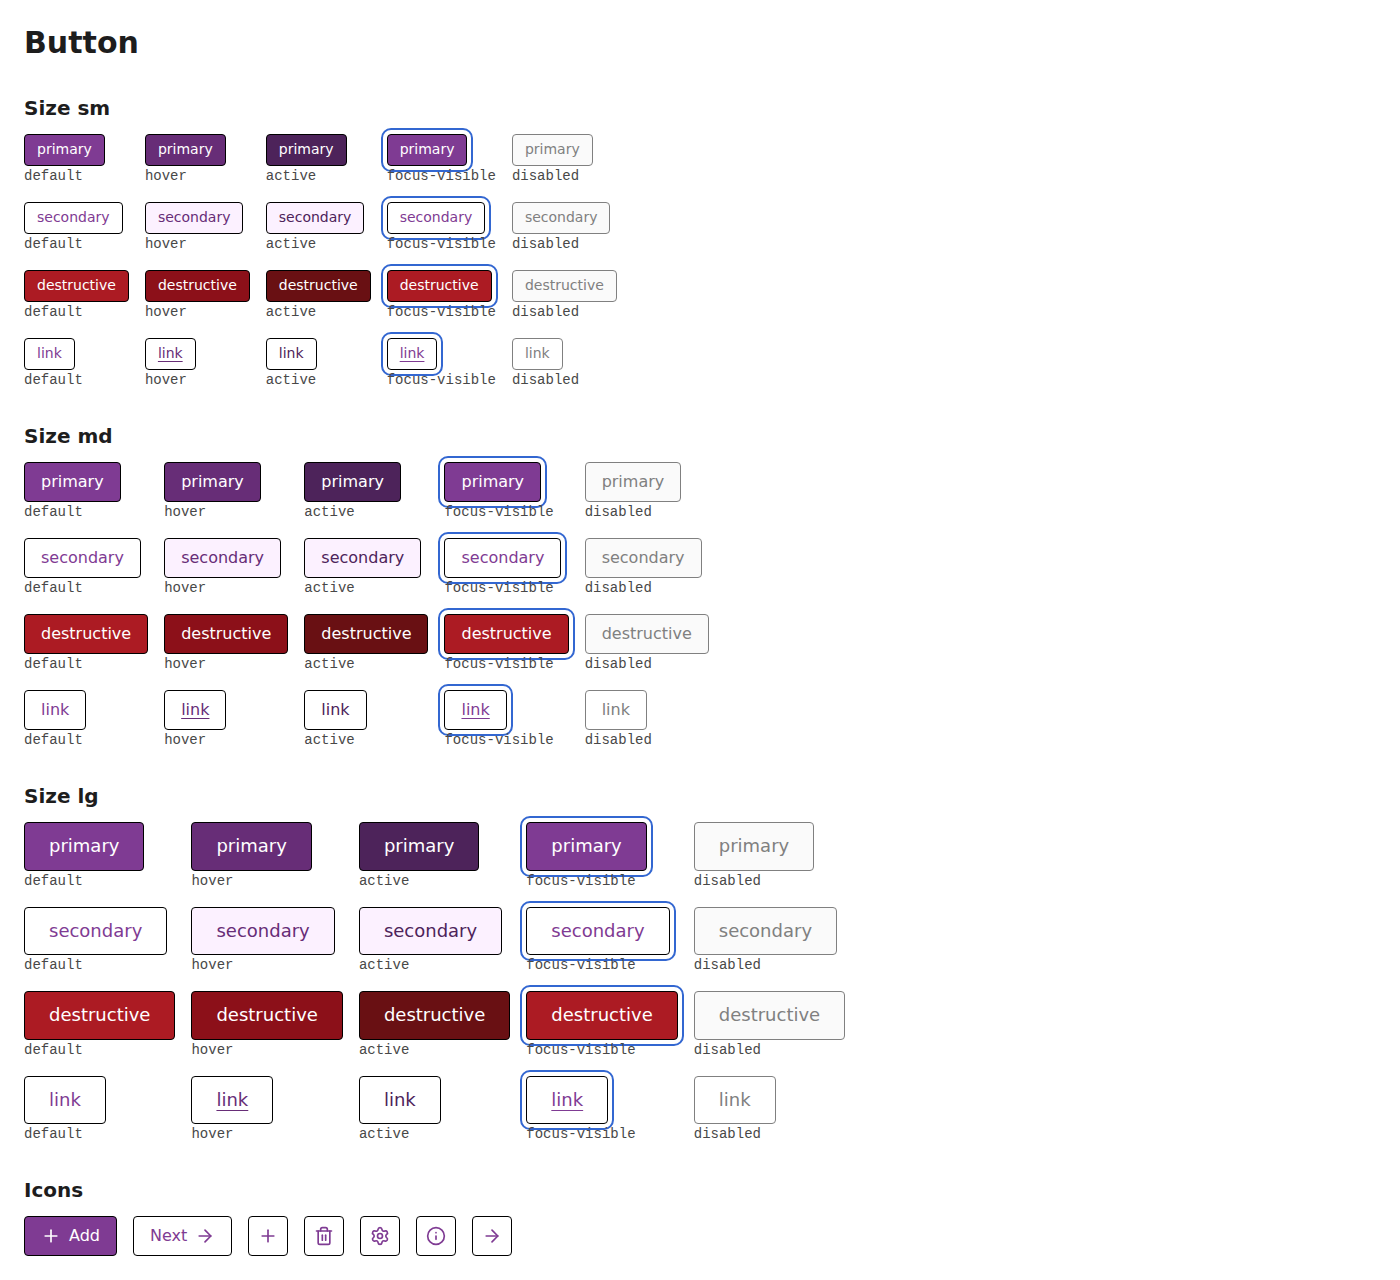 Button
Size sm
primary primary primary primary primary
default hover active focus-visible disabled
secondary secondary secondary secondary secondary
default hover active focus-visible disabled
destructive destructive destructive destructive destructive
default hover active focus-visible disabled
link link link link link
default hover active focus-visible disabled
Size md
primary primary primary primary primary
default hover active focus-visible disabled
secondary secondary secondary secondary secondary
default hover active focus-visible disabled
destructive destructive destructive destructive destructive
default hover active focus-visible disabled
link link link link link
default hover active focus-visible disabled
Size lg
primary primary primary primary primary
default hover active focus-visible disabled
secondary secondary secondary secondary secondary
default hover active focus-visible disabled
destructive destructive destructive destructive destructive
default hover active focus-visible disabled
link link link link link
default hover active focus-visible disabled
Icons
Add Next